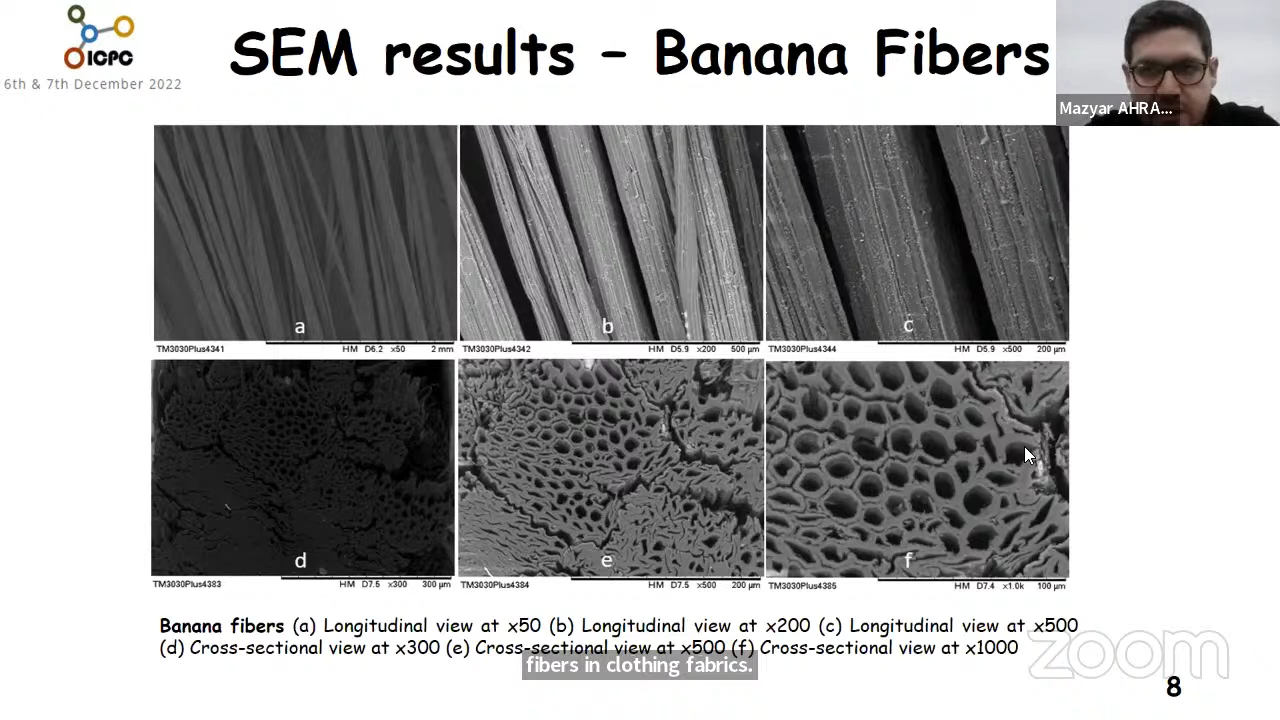 ICPC
6th & 7th December 2022
SEM results – Banana Fibers
Mazyar AHRA...
a
b
c
TM3030Plus4341 HM D6.2 x50 2 mm
TM3030Plus4342 HM D5.9 x200 500 µm
TM3030Plus4344 HM D5.9 x500 200 µm
d
e
f
TM3030Plus4383 HM D7.5 x300 300 µm
TM3030Plus4384 HM D7.5 x500 200 µm
TM3030Plus4385 HM D7.4 x1.0k 100 µm
Banana fibers (a) Longitudinal view at x50 (b) Longitudinal view at x200 (c) Longitudinal view at x500
(d) Cross-sectional view at x300 (e) Cross-sectional view at x500 (f) Cross-sectional view at x1000
fibers in clothing fabrics.
zoom
8